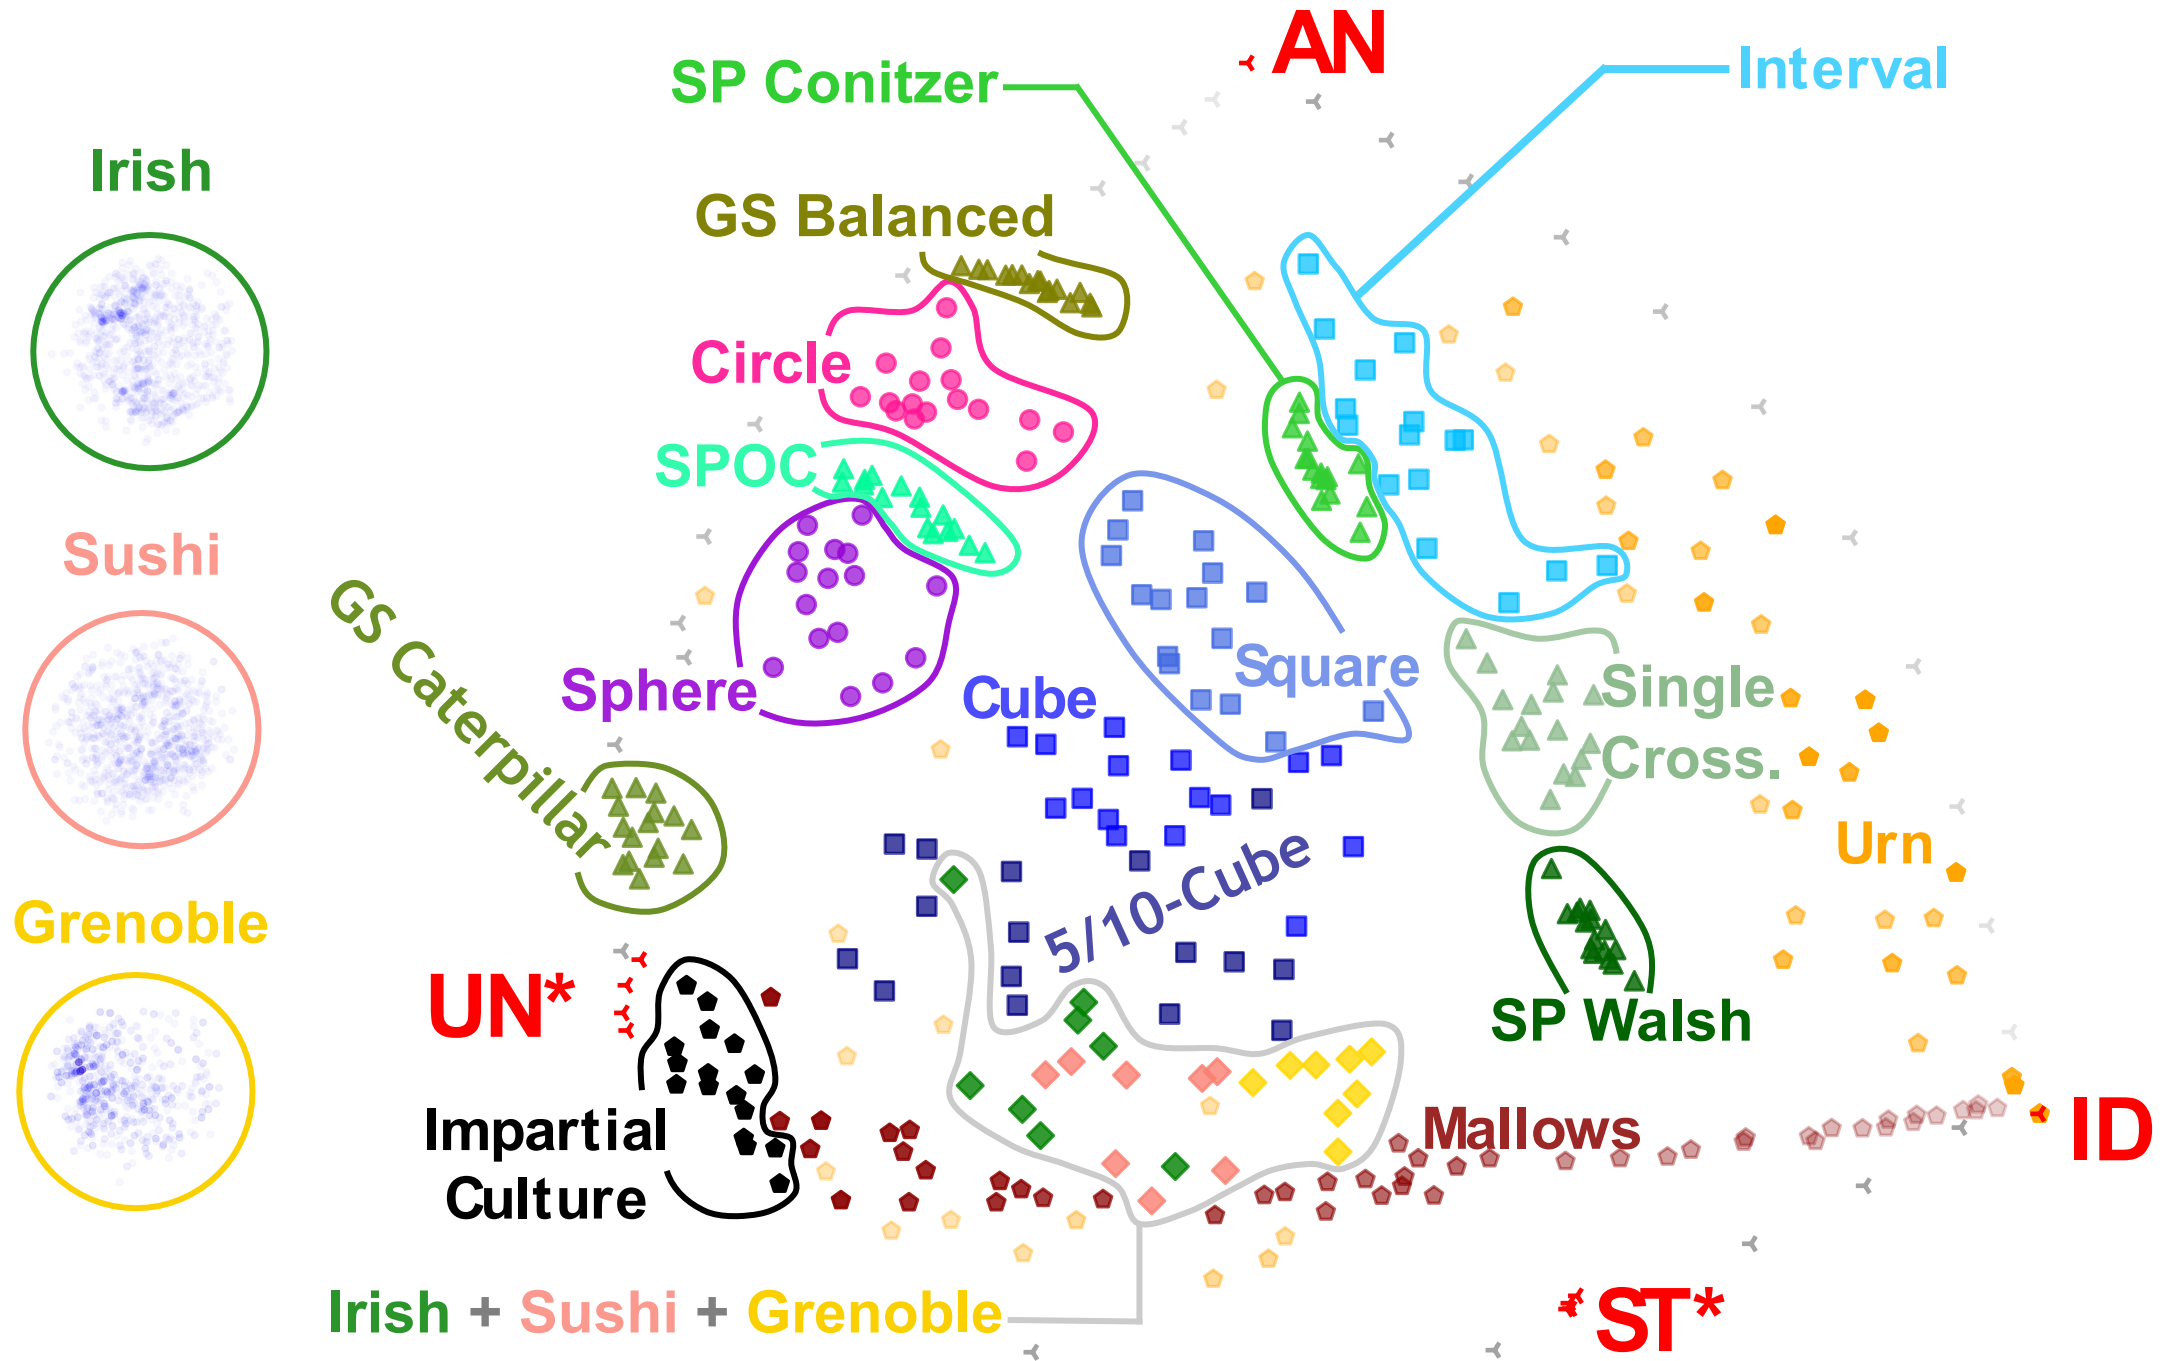 AN
SP Conitzer
Interval
Irish
GS Balanced
Circle
SPOC
Sushi
GS Caterpillar
Sphere
Cube
Square
Single
Cross.
Urn
5/10-Cube
Grenoble
UN*
SP Walsh
Impartial
Culture
Mallows
ID
Irish + Sushi + Grenoble
ST*